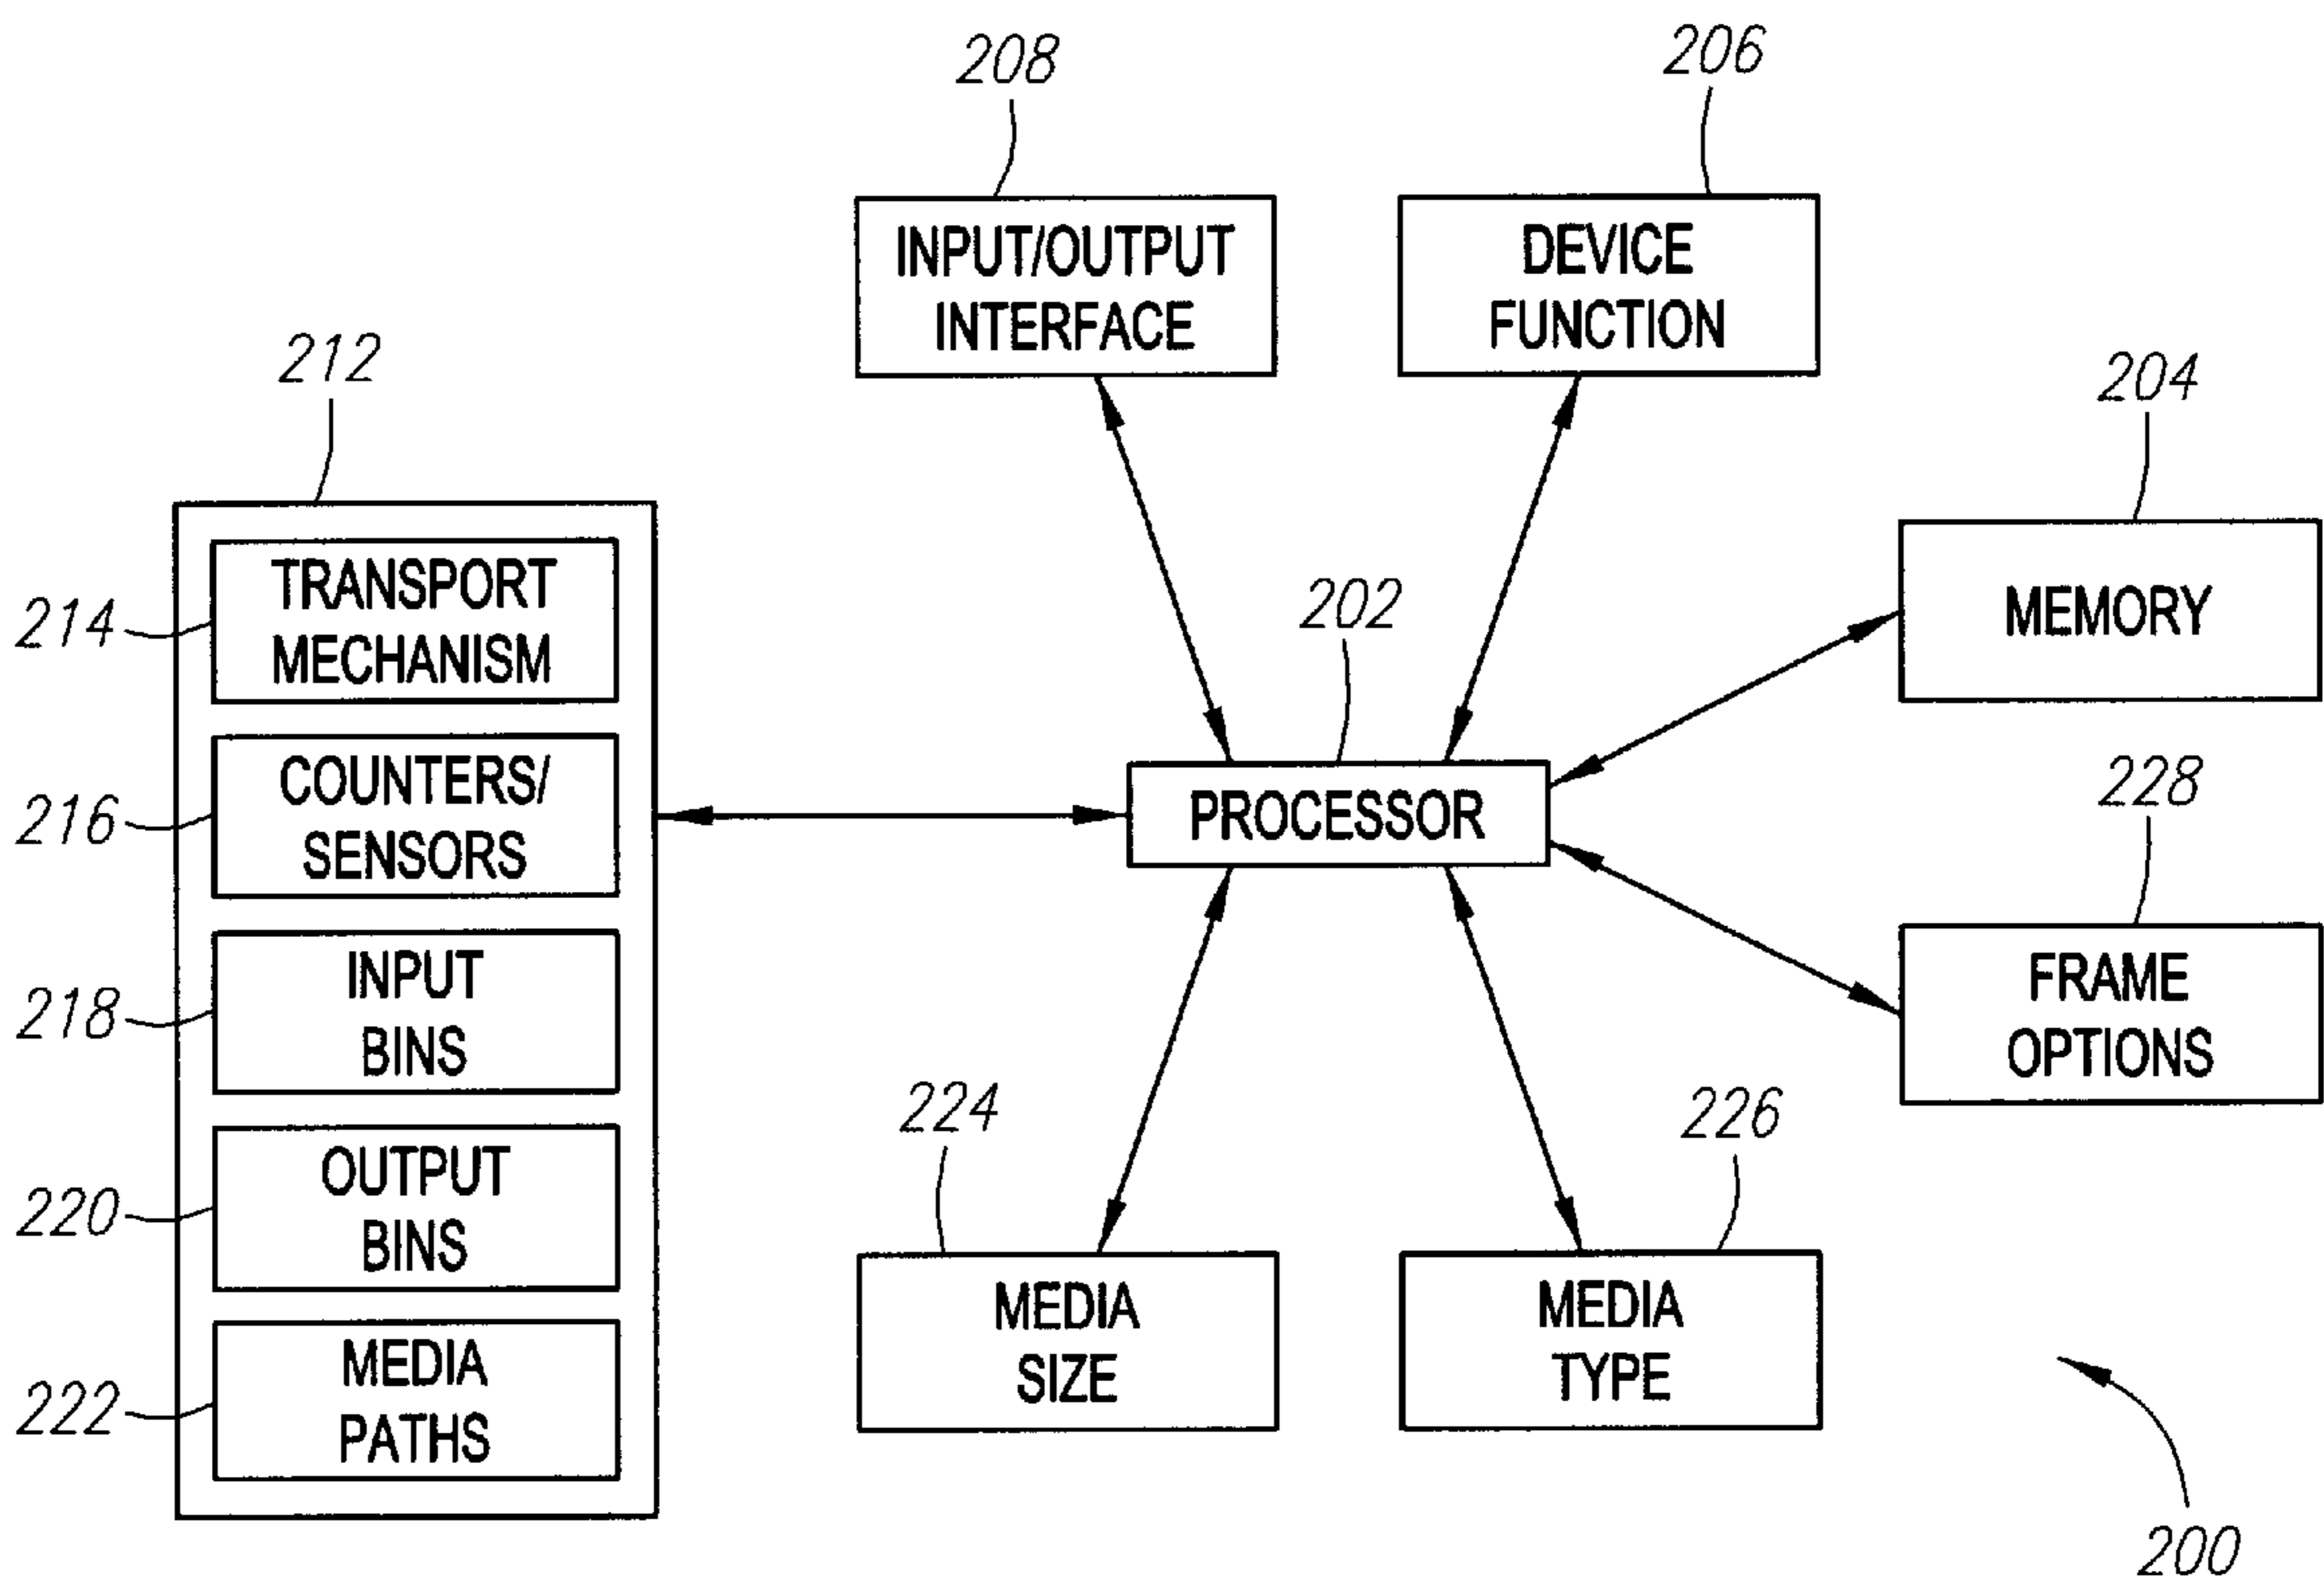 208
206
INPUT/OUTPUT
INTERFACE
DEVICE
FUNCTION
212
204
TRANSPORT
MECHANISM
214
202
MEMORY
COUNTERS/
SENSORS
216
PROCESSOR
228
INPUT
BINS
218
FRAME
OPTIONS
224
226
OUTPUT
BINS
220
MEDIA
SIZE
MEDIA
TYPE
MEDIA
PATHS
222
200